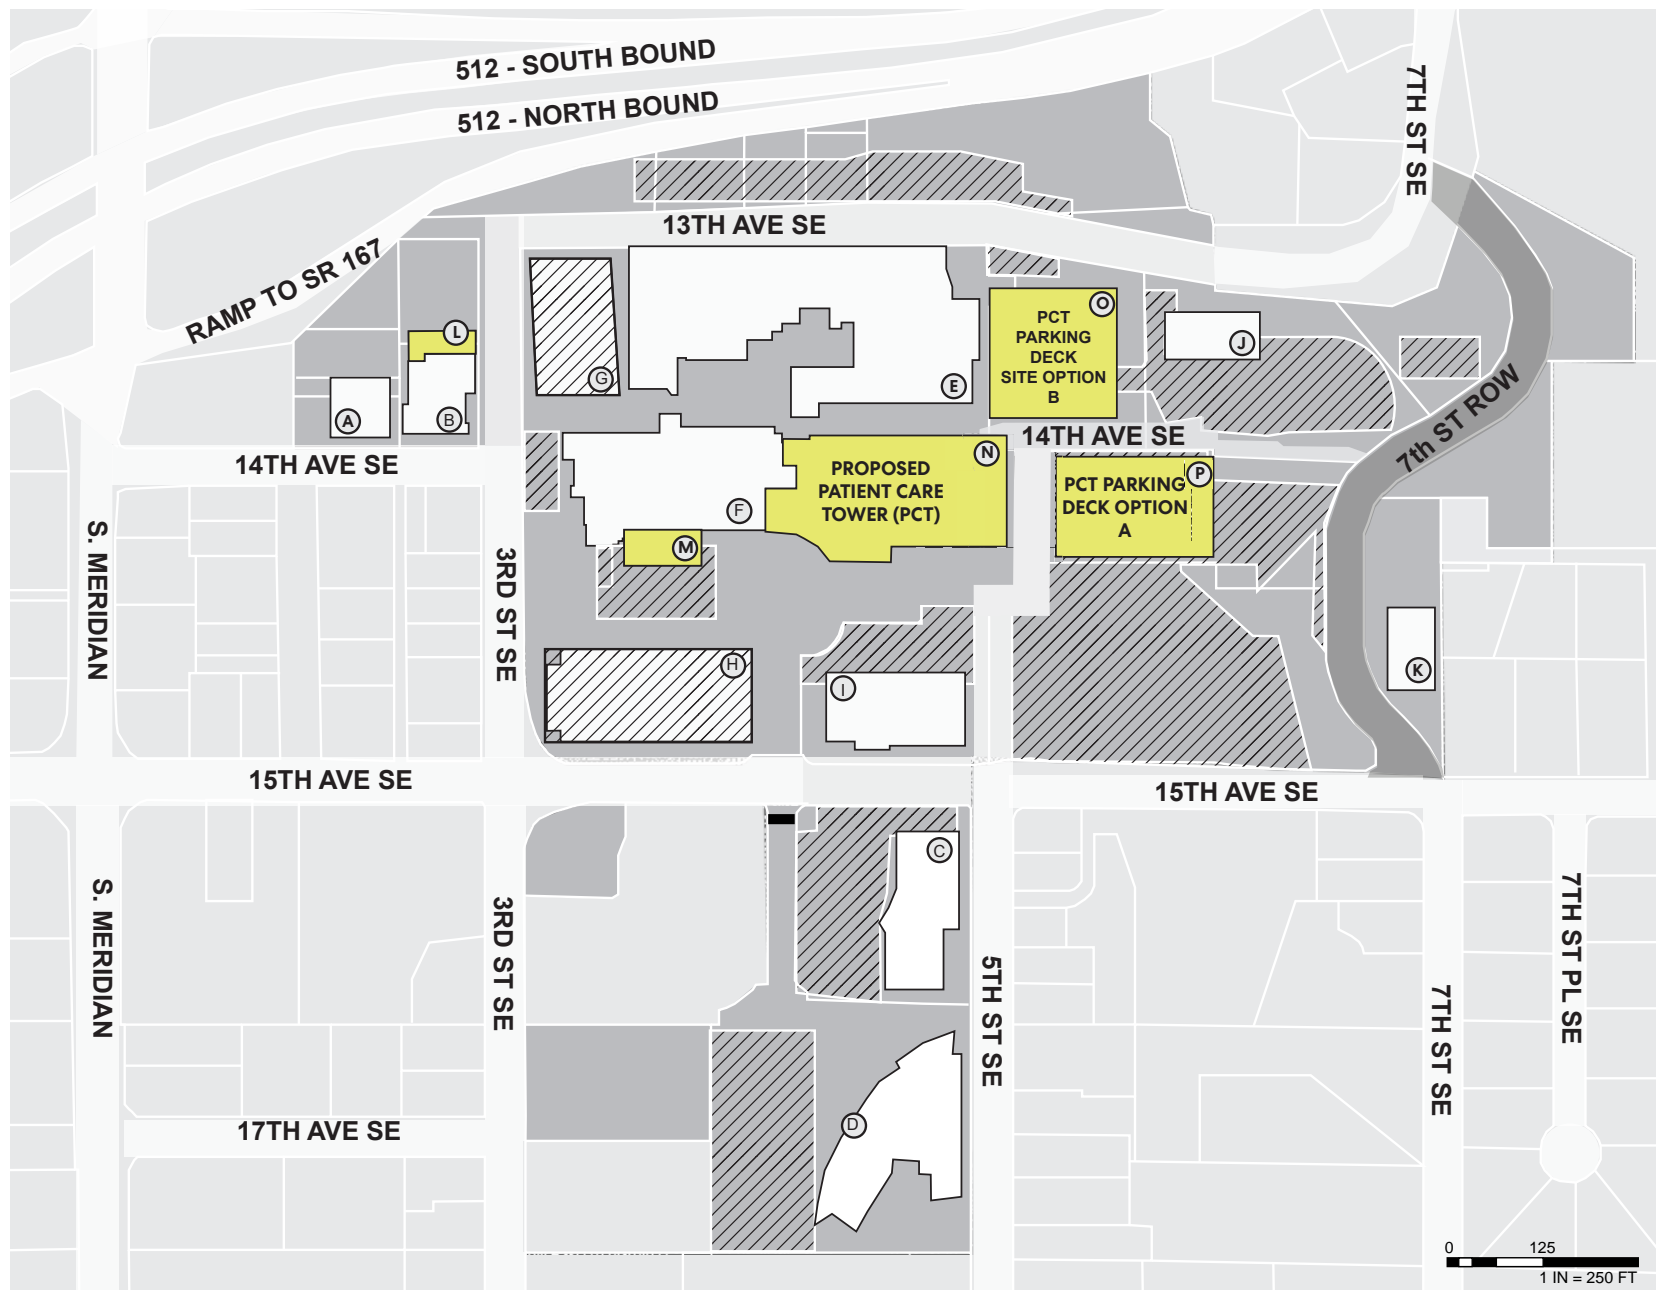 512 - SOUTH BOUND
512 - NORTH BOUND
7TH ST SE
13TH AVE SE
RAMP TO SR 167
L
A
B
G
E
O
PCT
PARKING
DECK
SITE OPTION
B
J
7th ST ROW
14TH AVE SE
14TH AVE SE
N
PROPOSED
PATIENT CARE
TOWER (PCT)
F
M
P
PCT PARKING
DECK OPTION
A
S. MERIDIAN
3RD ST SE
H
I
K
15TH AVE SE
15TH AVE SE
C
S. MERIDIAN
3RD ST SE
5TH ST SE
7TH ST SE
7TH ST PL SE
D
17TH AVE SE
0 125
1 IN = 250 FT